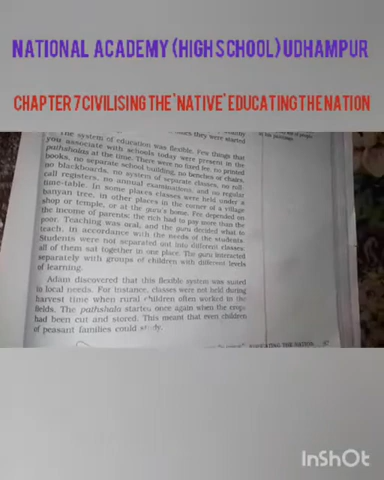 NATIONAL ACADEMY (HIGH SCHOOL) UDHAMPUR
CHAPTER 7 CIVILISING THE 'NATIVE' EDUCATING THE NATION
they were started
The system of education was flexible. Few things that
you associate with schools today were present in the
pathshalas at the time. There were no fixed fee, no printed
books, no separate school building, no benches or chairs,
no blackboards, no system of separate classes, no roll-
call registers, no annual examinations, and no regular
time-table. In some places classes were held under a
banyan tree, in other places in the corner of a village
shop or temple, or at the guru's home. Fee depended on
the income of parents: the rich had to pay more than the
poor. Teaching was oral, and the guru decided what to
teach, in accordance with the needs of the students.
Students were not separated out into different classes:
all of them sat together in one place. The guru interacted
separately with groups of children with different levels
of learning.
Adam discovered that this flexible system was suited
to local needs. For instance, classes were not held during
harvest time when rural children often worked in the
fields. The pathshala started once again when the crops
had been cut and stored. This meant that even children
of peasant families could study.
EDUCATING THE NATION
InShOt